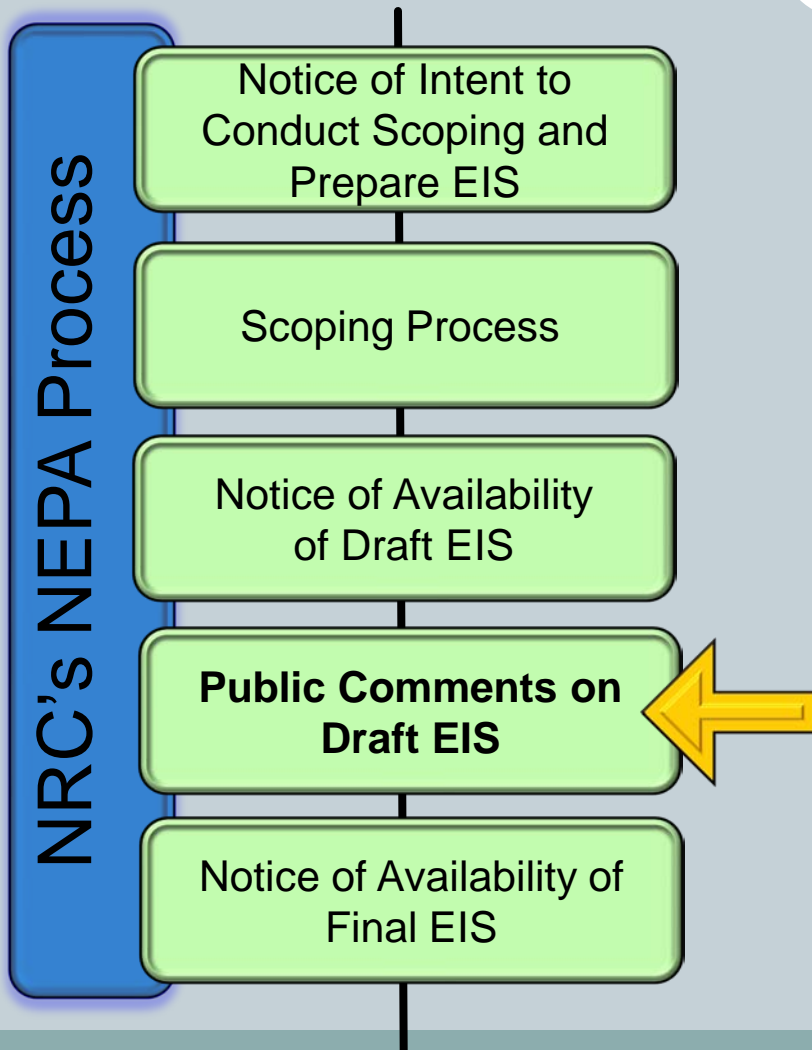 NRC’s NEPA Process
Notice of Intent to
Conduct Scoping and
Prepare EIS
Scoping Process
Notice of Availability
of Draft EIS
Public Comments on
Draft EIS
Notice of Availability of
Final EIS